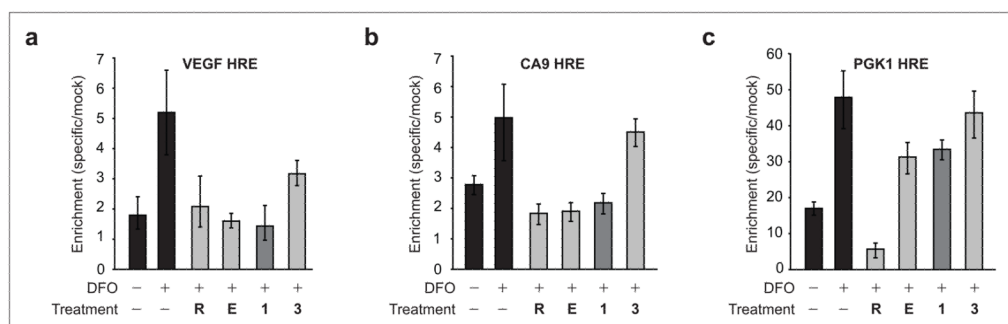 a
VEGF HRE
Enrichment (specific/mock)
7
6
5
4
3
2
1
0
DFO − + + + + +
Treatment − − R E 1 3
b
CA9 HRE
Enrichment (specific/mock)
7
6
5
4
3
2
1
0
− + + + + +
− − R E 1 3
c
PGK1 HRE
Enrichment (specific/mock)
60
50
40
30
20
10
0
DFO − + + + + +
Treatment − − R E 1 3